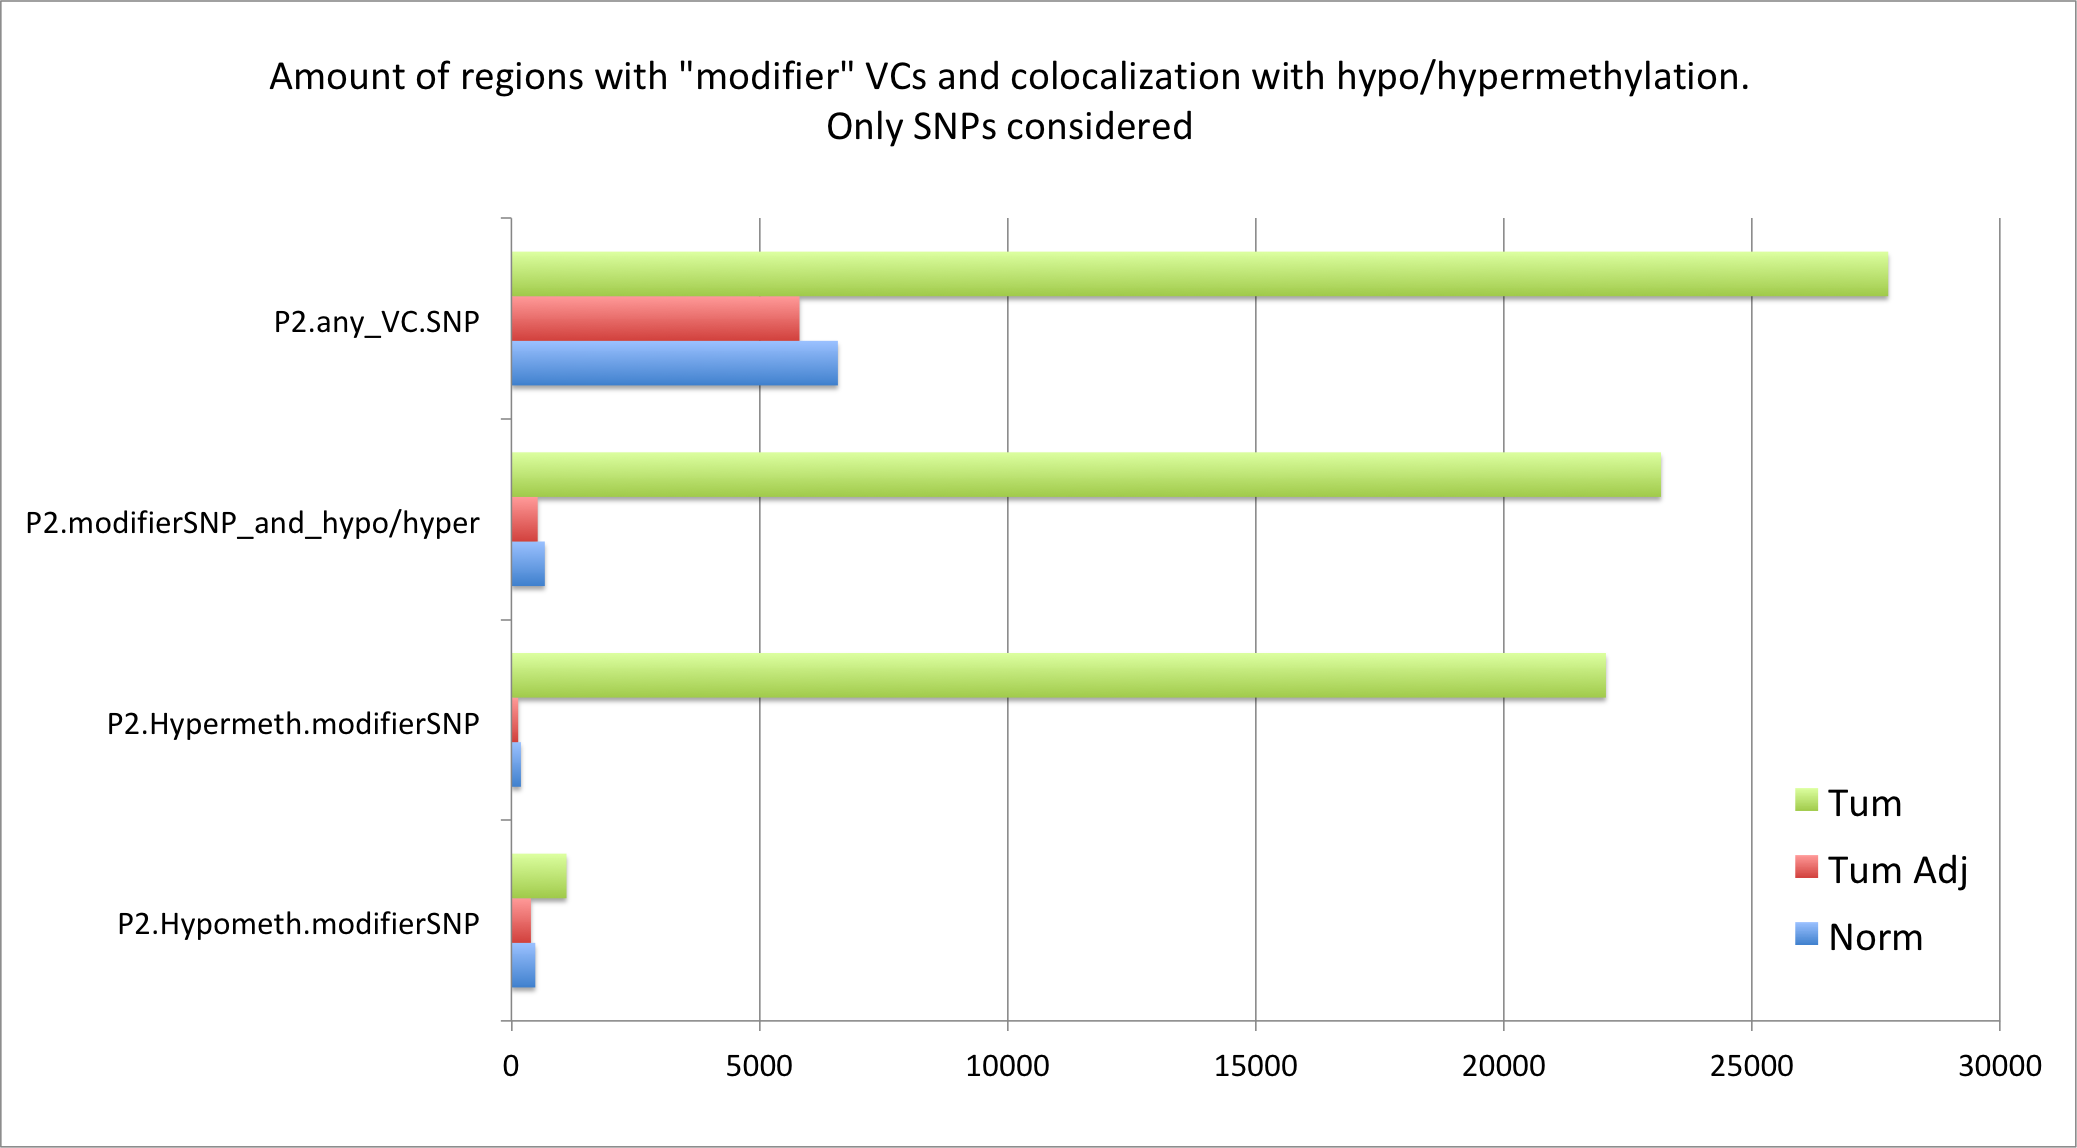 Amount of regions with "modifier" VCs and colocalization with hypo/hypermethylation.
Only SNPs considered
P2.any_VC.SNP
P2.modifierSNP_and_hypo/hyper
P2.Hypermeth.modifierSNP
P2.Hypometh.modifierSNP
Tum
Tum Adj
Norm
0 5000 10000 15000 20000 25000 30000